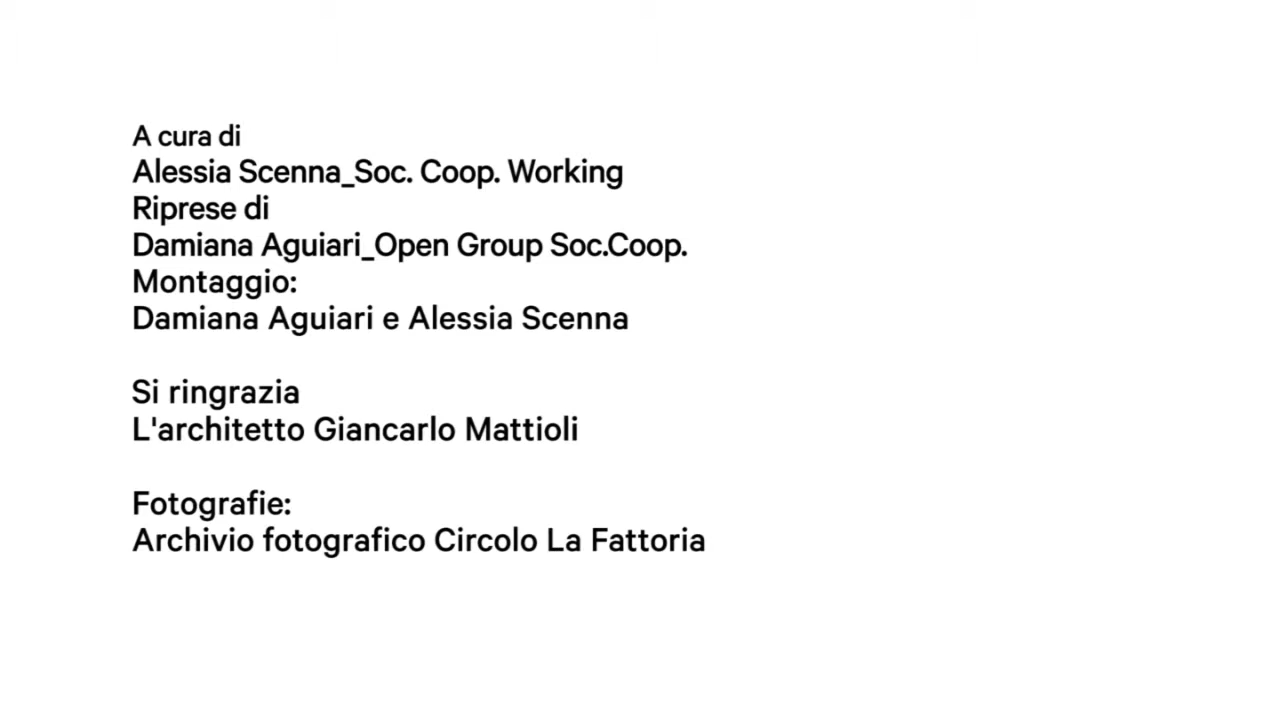 A cura di
Alessia Scenna_Soc. Coop. Working
Riprese di
Damiana Aguiari_Open Group Soc.Coop.
Montaggio:
Damiana Aguiari e Alessia Scenna
Si ringrazia
L'architetto Giancarlo Mattioli
Fotografie:
Archivio fotografico Circolo La Fattoria